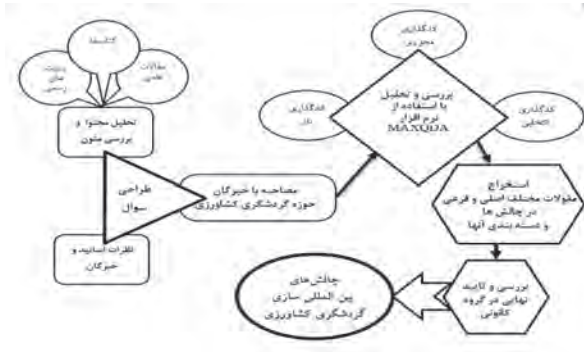 کتاب‌ها
مقالات
علمی
تحلیل محتوا و
بررسی متون
طراحی
سوال
نظرات اساتید و
خبرگان
مصاحبه با خبرگان
حوزه گردشگری کشاورزی
کدگذاری
محوری
کدگذاری
باز
بررسی و تحلیل
با استفاده از
نرم افزار
MAXQDA
کدگذاری
انتخابی
استخراج
مقولات مختلف اصلی و فرعی
در چالش ها
و دسته بندی آنها
بررسی و تایید
نهایی در گروه
کانونی
چالش‌های
بین المللی سازی
گردشگری کشاورزی